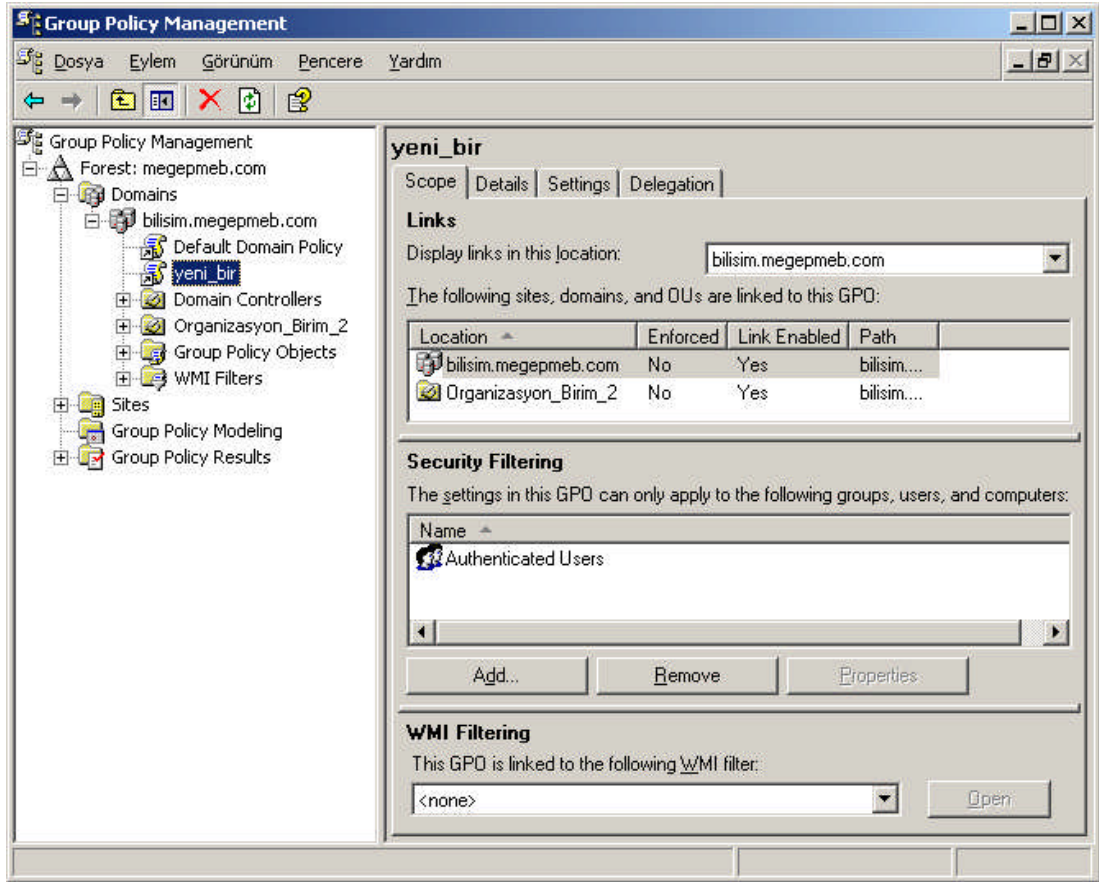 Group Policy Management
Dosya Eylem Görünüm Pencere Yardım
Group Policy Management
Forest: megepmeb.com
Domains
bilisim.megepmeb.com
Default Domain Policy
yeni_bir
Domain Controllers
Organizasyon_Birim_2
Group Policy Objects
WMI Filters
Sites
Group Policy Modeling
Group Policy Results
yeni_bir
Scope Details Settings Delegation
Links
Display links in this location: bilisim.megepmeb.com
The following sites, domains, and OUs are linked to this GPO:
Location Enforced Link Enabled Path
bilisim.megepmeb.com No Yes bilisim....
Organizasyon_Birim_2 No Yes bilisim....
Security Filtering
The settings in this GPO can only apply to the following groups, users, and computers:
Name
Authenticated Users
Add... Remove Properties
WMI Filtering
This GPO is linked to the following WMI filter:
<none> Open